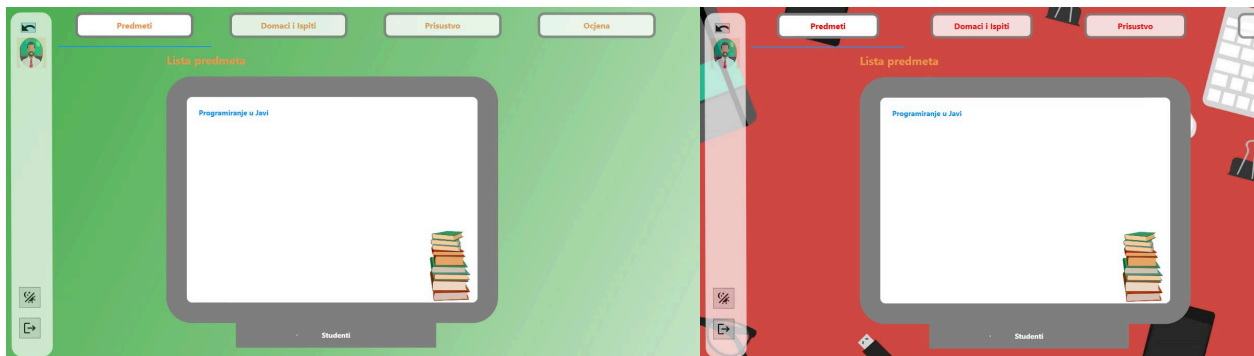 Predmeti
Domaci i Ispiti
Prisustvo
Ocjena
Lista predmeta
Programiranje u Javi
Studenti
Predmeti
Domaci i Ispiti
Prisustvo
Lista predmeta
Programiranje u Javi
Studenti